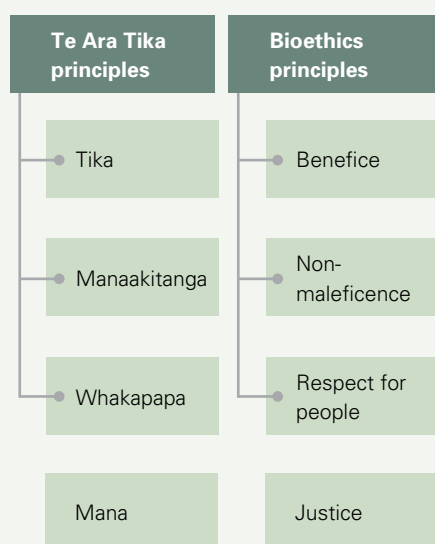 Te Ara Tika
principles
Tika
Manaakitanga
Whakapapa
Mana
Bioethics
principles
Benefice
Non-
maleficence
Respect for
people
Justice